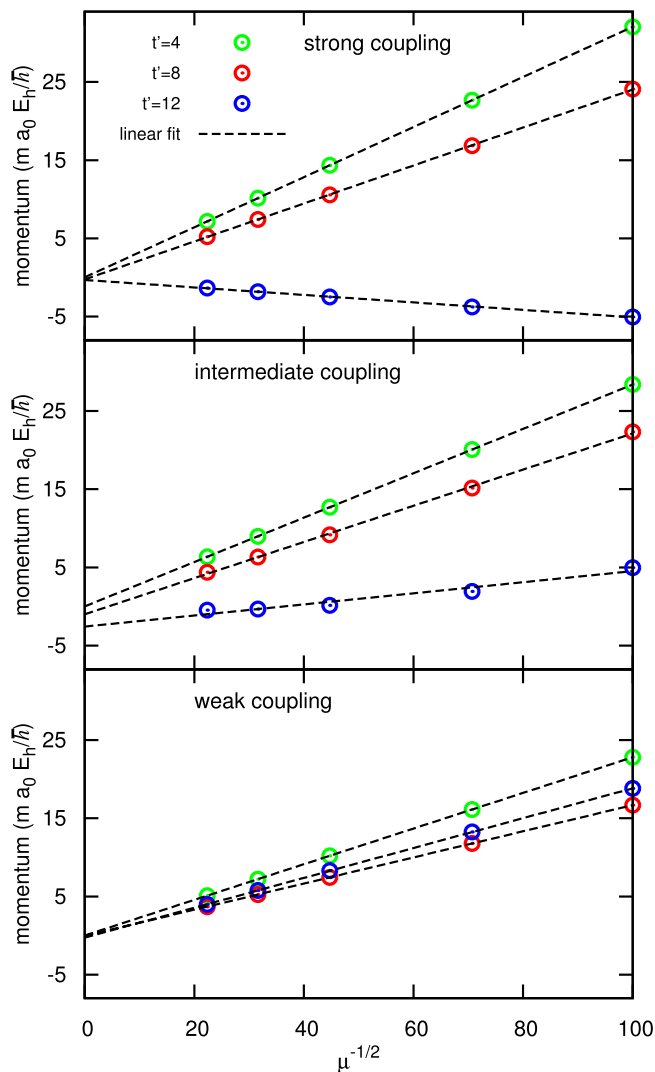 t'=4
strong coupling
t'=8
t'=12
linear fit
momentum (m a0 Eh/ħ)
25
15
5
-5
intermediate coupling
momentum (m a0 Eh/ħ)
25
15
5
-5
weak coupling
momentum (m a0 Eh/ħ)
25
15
5
-5
0 20 40 60 80 100
μ-1/2